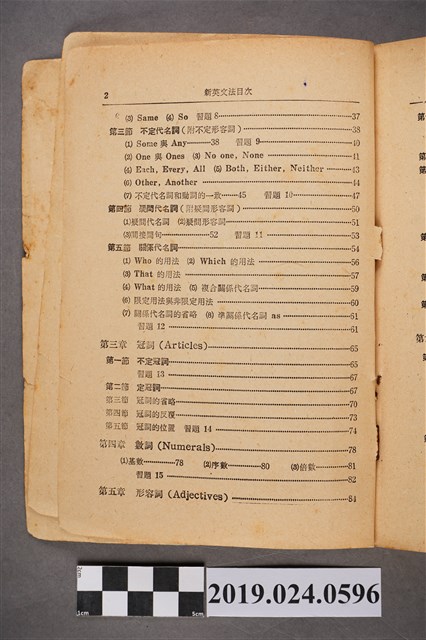 2 新英文法目次
(3) Same (4) So 習題 8 37
第三節 不定代名詞(附不定形容詞) 38
(1) Some 與 Any 38 習題 9 40
(2) One 與 Ones (3) No one, None 41
(4) Each, Every, All (5) Both, Either, Neither 43
(6) Other, Another 44
(7) 不定代名詞和動詞的一致 45 習題 10 47
第四節 疑問代名詞(附疑問形容詞) 50
(1)疑問代名詞 (2)疑問形容詞 51
(3)間接問句 52 習題 11 53
第五節 關係代名詞 54
(1) Who 的用法 (2) Which 的用法 56
(3) That 的用法 57
(4) What 的用法 (5) 複合關係代名詞 59
(6) 限定用法與非限定用法 60
(7) 關係代名詞的省略 (8) 準關係代名詞 as 61
習題 12 61
第三章 冠詞 (Articles) 65
第一節 不定冠詞 65
習題 13 67
第二節 定冠詞 67
第三節 冠詞的省略 70
第四節 冠詞的反覆 73
第五節 冠詞的位置 習題 14 74
第四章 數詞 (Numerals) 78
(1)基數 78 (2)序數 80 (3)倍數 81
習題 15 82
第五章 形容詞 (Adjectives) 84
2cm
1cm 5cm
2019.024.0596